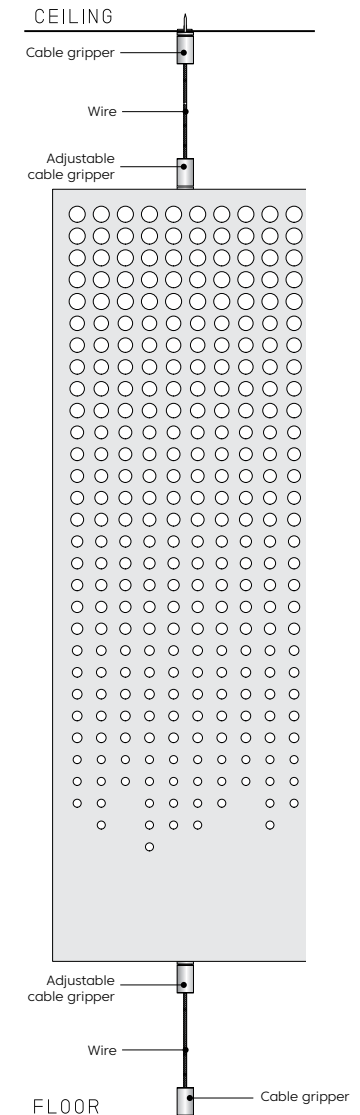 CEILING
Cable gripper
Wire
Adjustable
cable gripper
Adjustable
cable gripper
Wire
Cable gripper
FLOOR